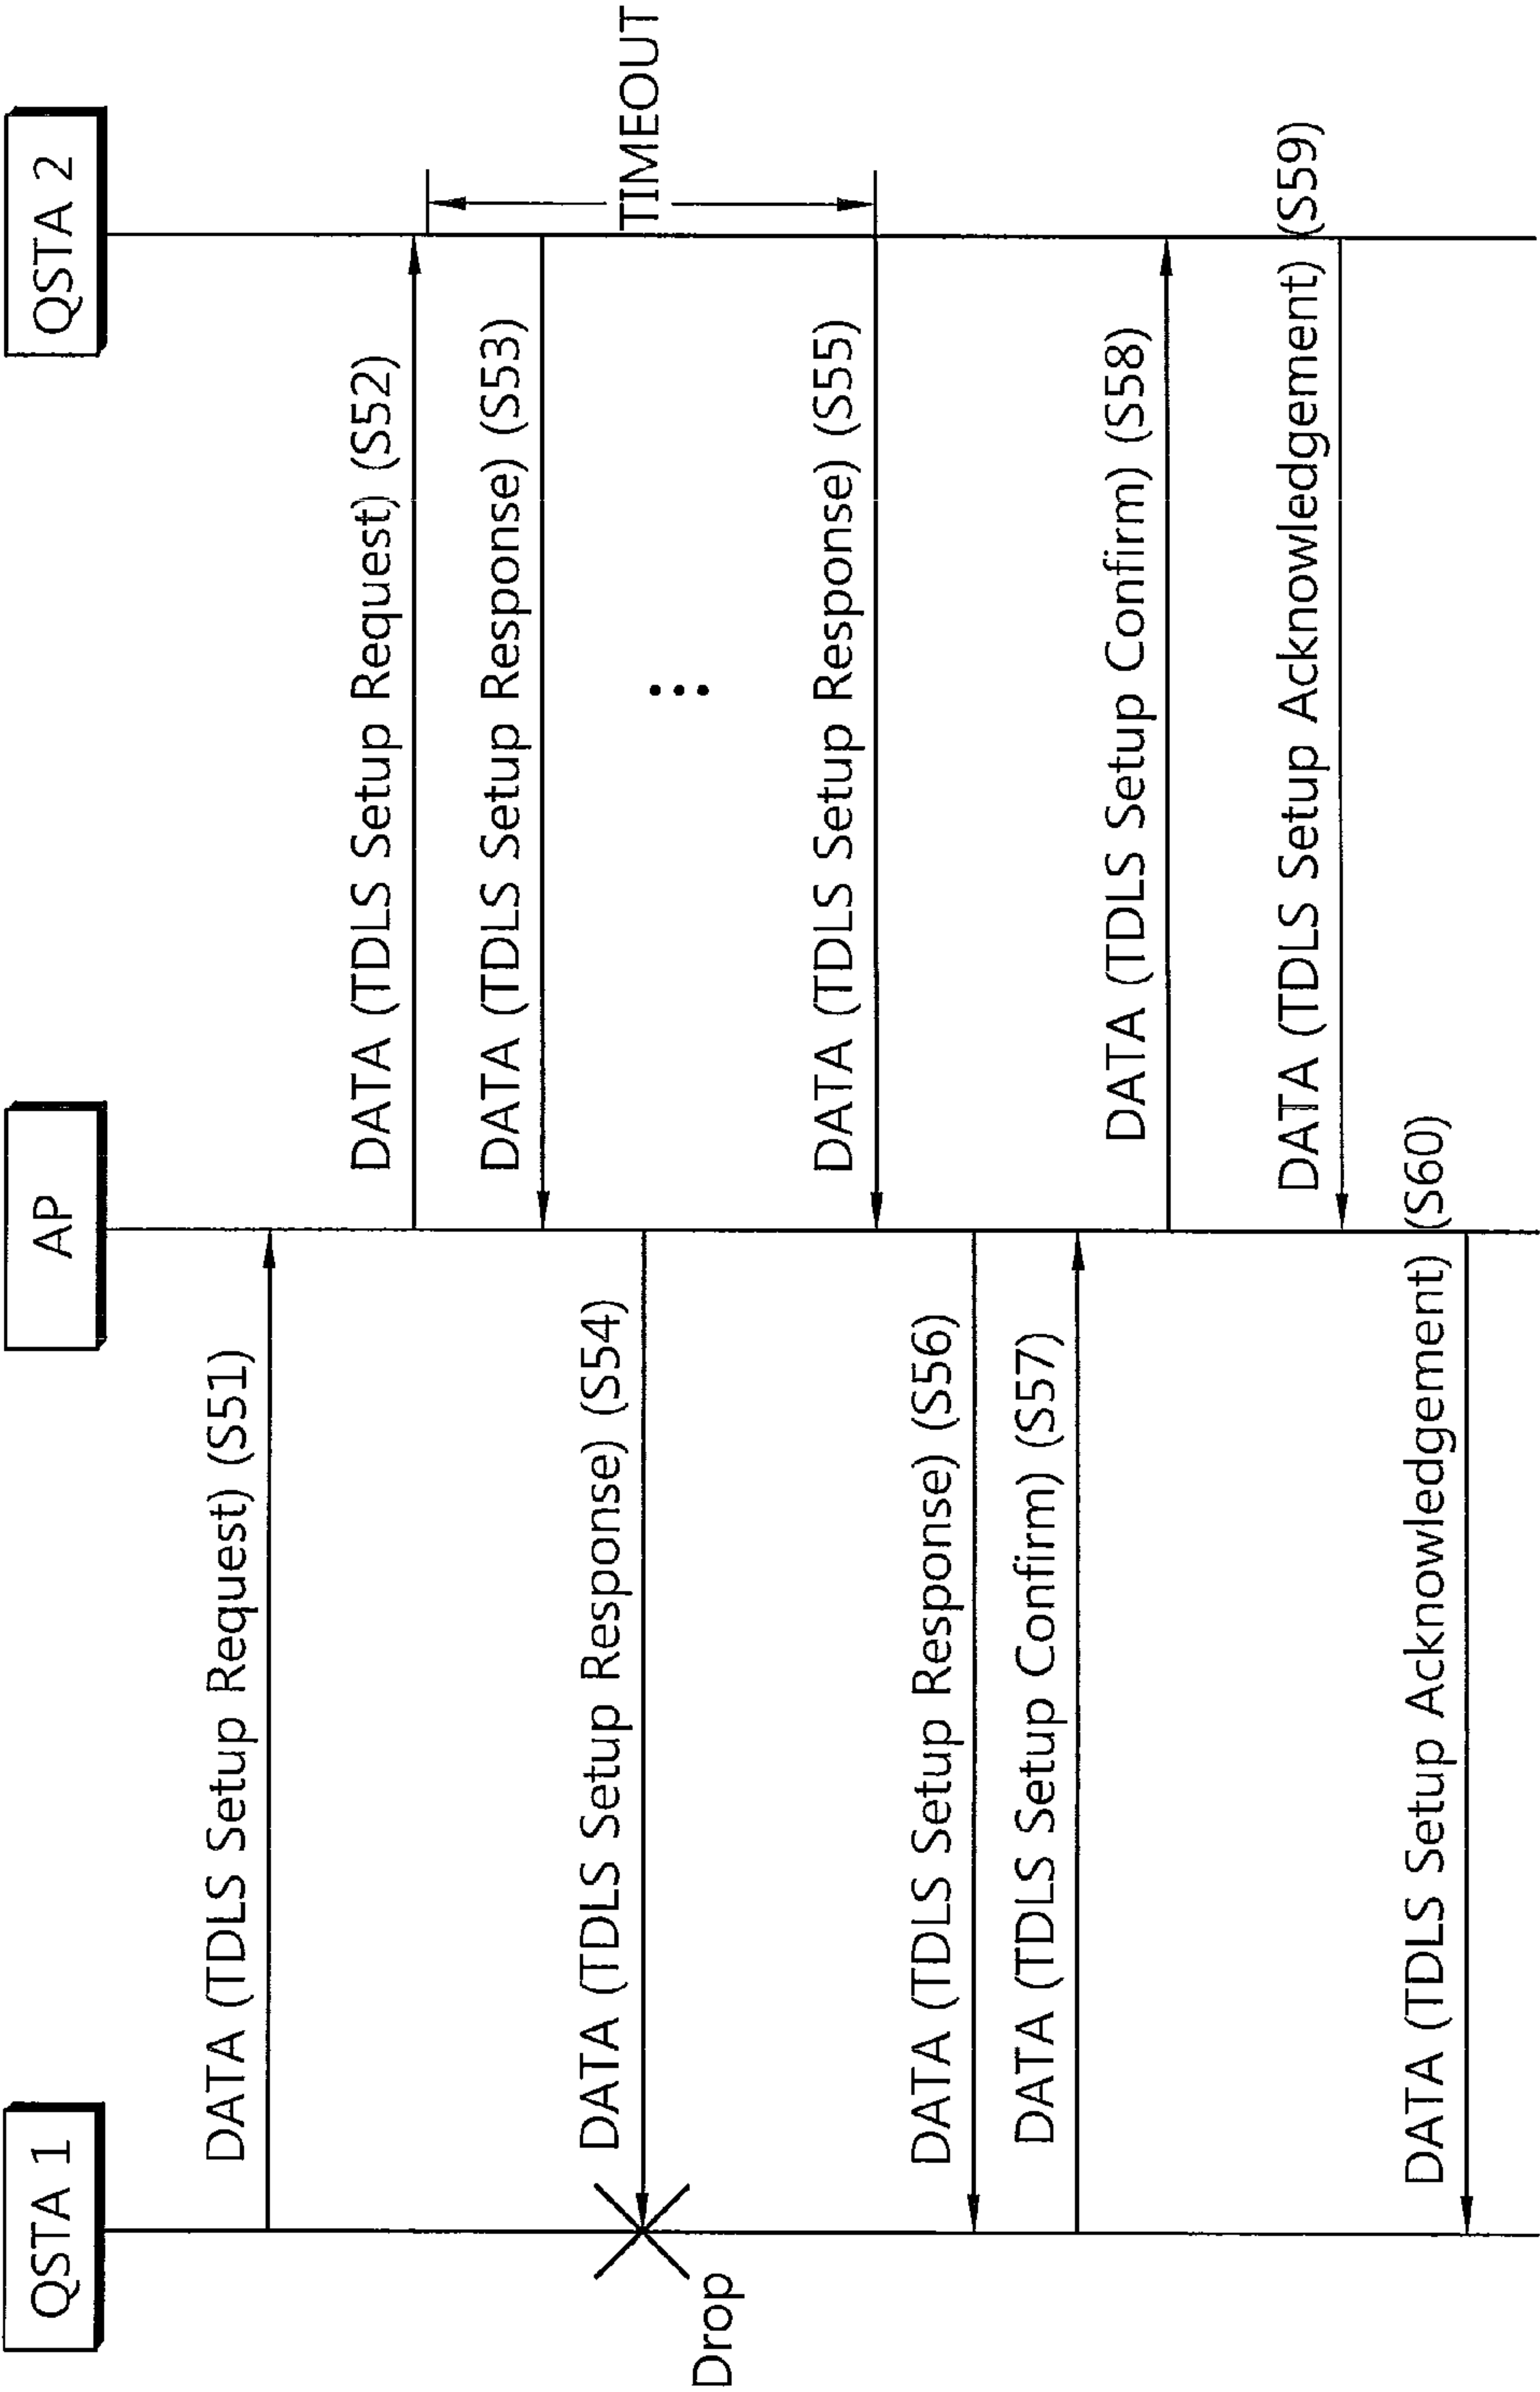 QSTA 1
AP
QSTA 2
DATA (TDLS Setup Request) (S51)
DATA (TDLS Setup Request) (S52)
DATA (TDLS Setup Response) (S53)
DATA (TDLS Setup Response) (S54)
Drop
TIMEOUT
DATA (TDLS Setup Response) (S55)
DATA (TDLS Setup Response) (S56)
DATA (TDLS Setup Confirm) (S57)
DATA (TDLS Setup Confirm) (S58)
DATA (TDLS Setup Acknowledgement) (S59)
DATA (TDLS Setup Acknowledgement) (S60)